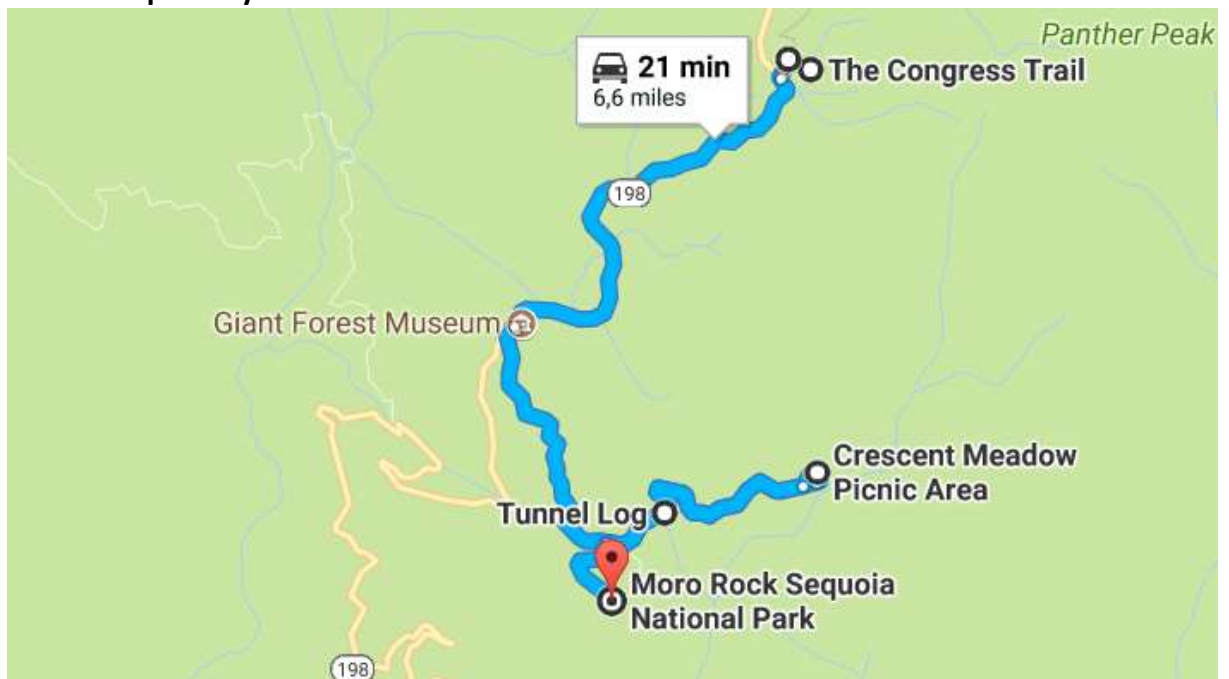 Panther Peak
21 min
6,6 miles
The Congress Trail
198
Giant Forest Museum
Crescent Meadow
Picnic Area
Tunnel Log
Moro Rock Sequoia
National Park
198